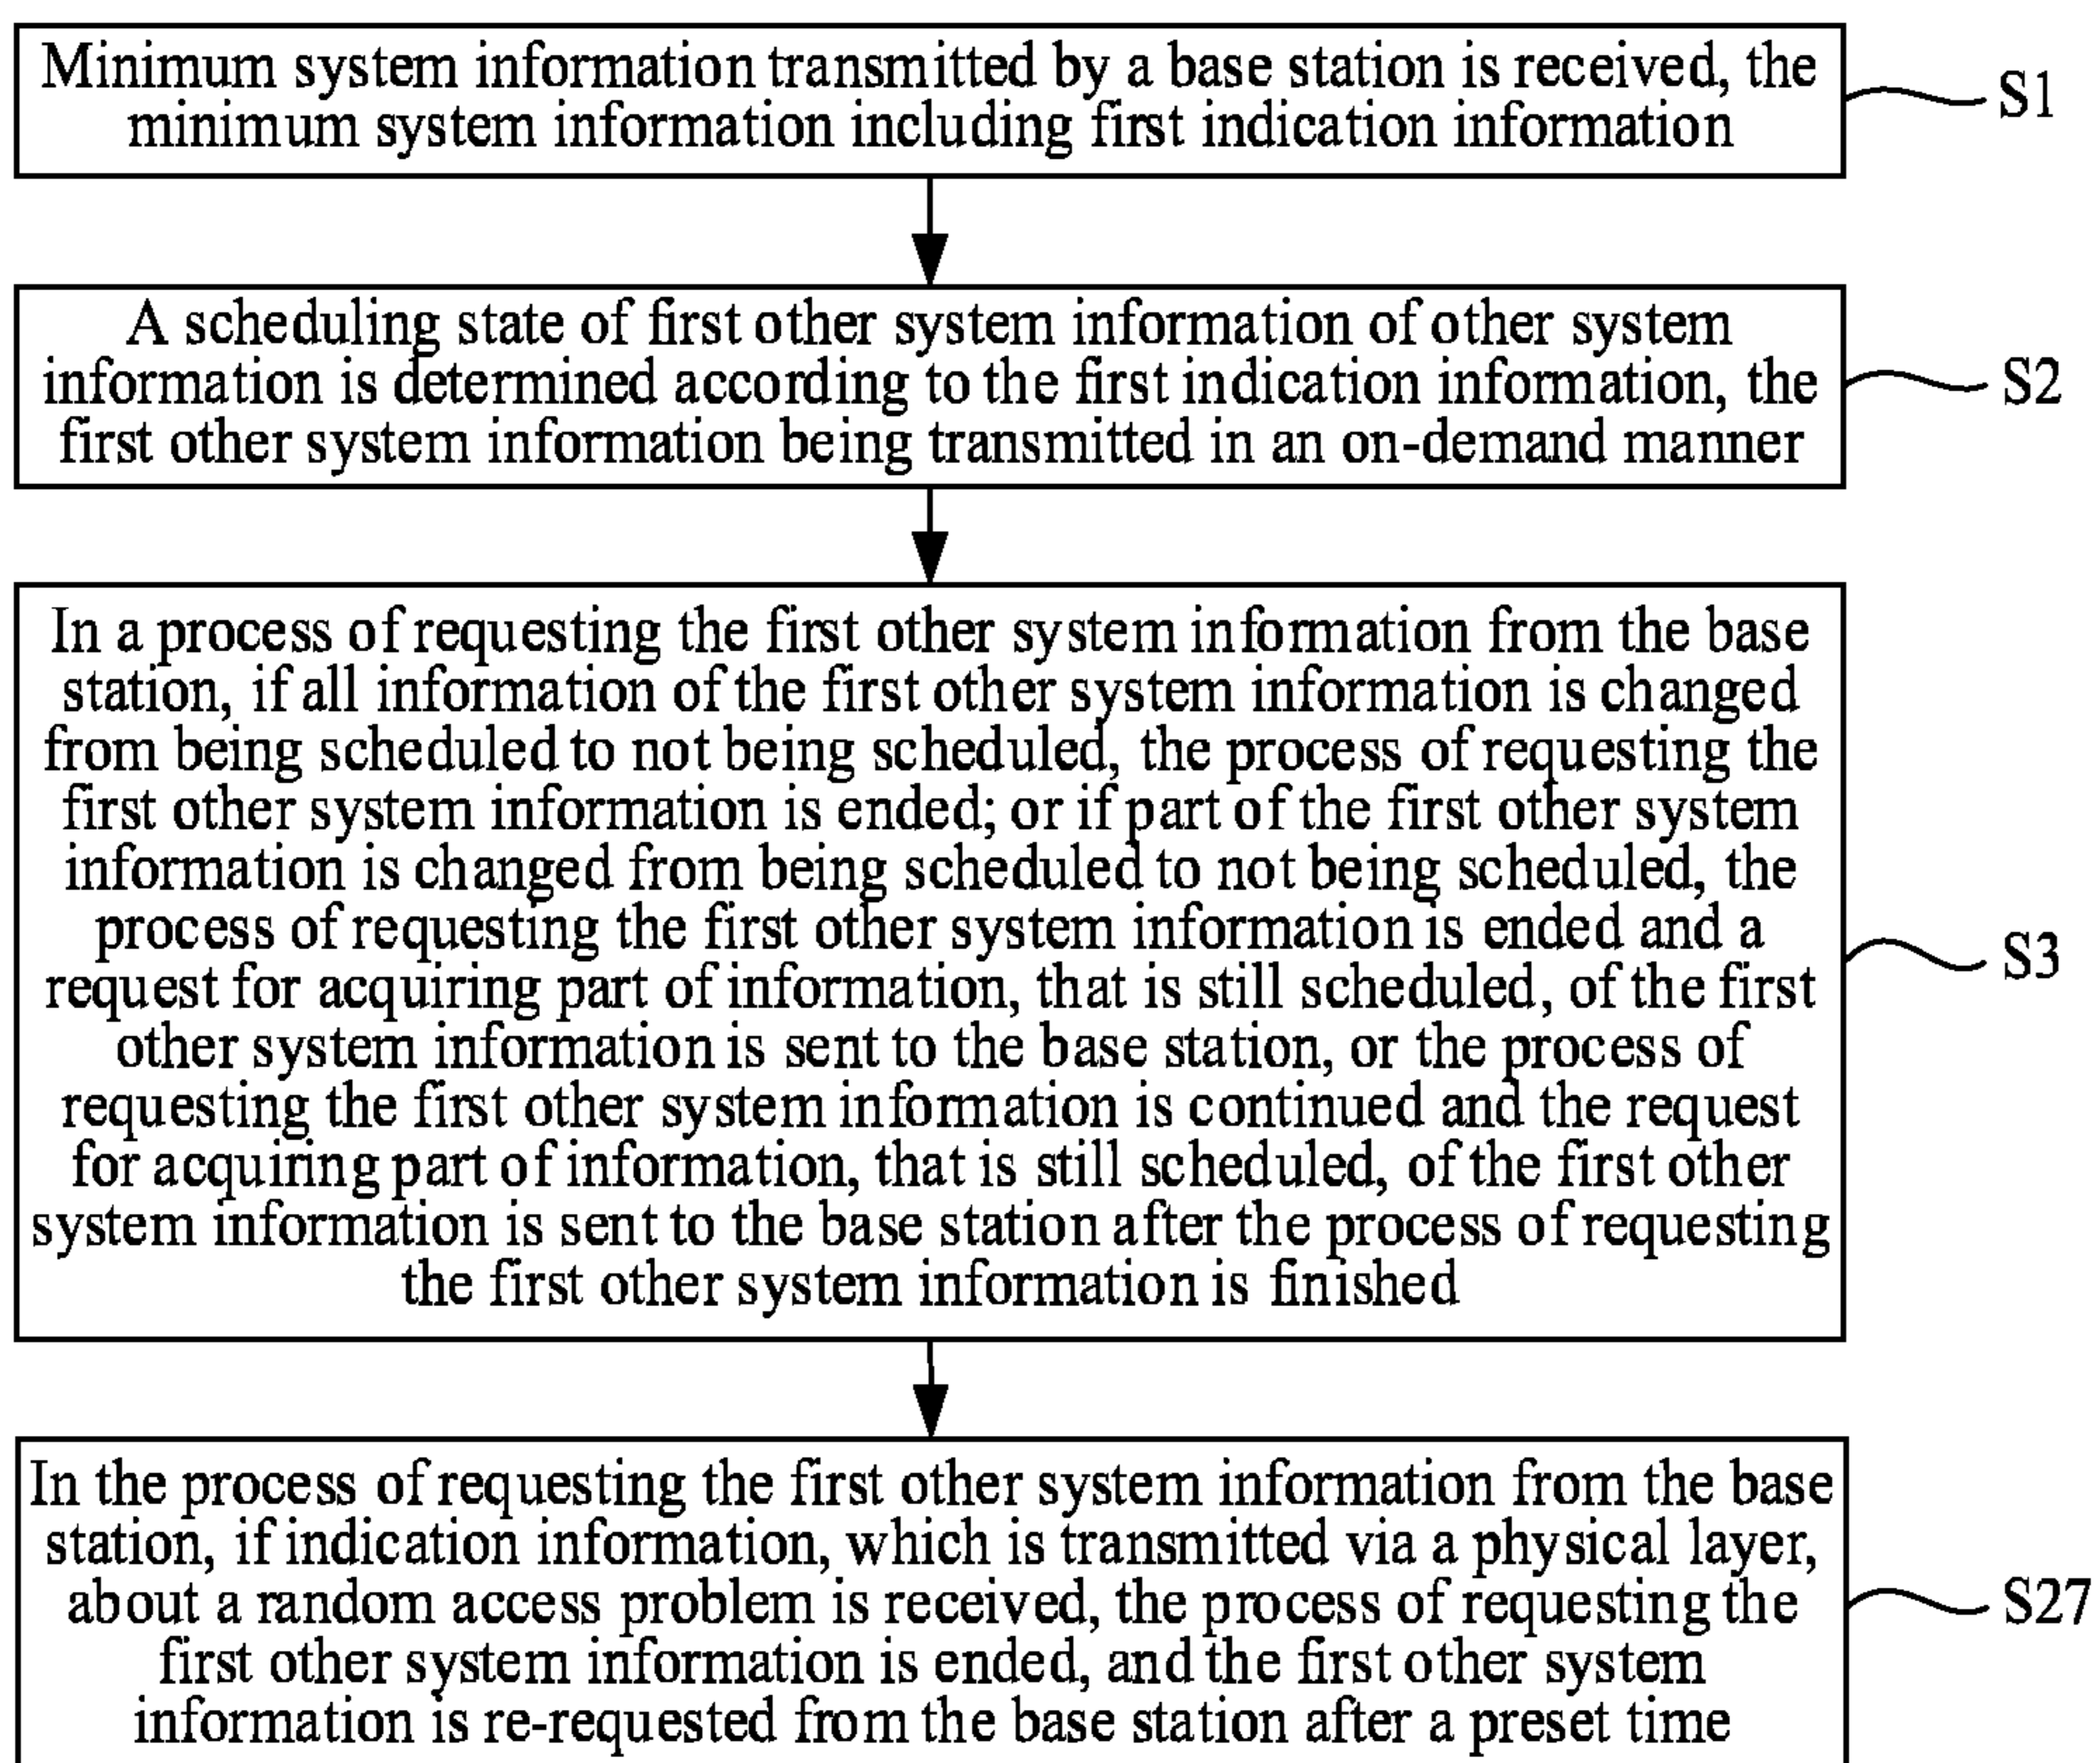 Minimum system information transmitted by a base station is received, the
minimum system information including first indication information
S1
A scheduling state of first other system information of other system
information is determined according to the first indication information, the
first other system information being transmitted in an on-demand manner
S2
In a process of requesting the first other system information from the base
station, if all information of the first other system information is changed
from being scheduled to not being scheduled, the process of requesting the
first other system information is ended; or if part of the first other system
information is changed from being scheduled to not being scheduled, the
process of requesting the first other system information is ended and a
request for acquiring part of information, that is still scheduled, of the first
other system information is sent to the base station, or the process of
requesting the first other system information is continued and the request
for acquiring part of information, that is still scheduled, of the first other
system information is sent to the base station after the process of requesting
the first other system information is finished
S3
In the process of requesting the first other system information from the base
station, if indication information, which is transmitted via a physical layer,
about a random access problem is received, the process of requesting the
first other system information is ended, and the first other system
information is re-requested from the base station after a preset time
S27